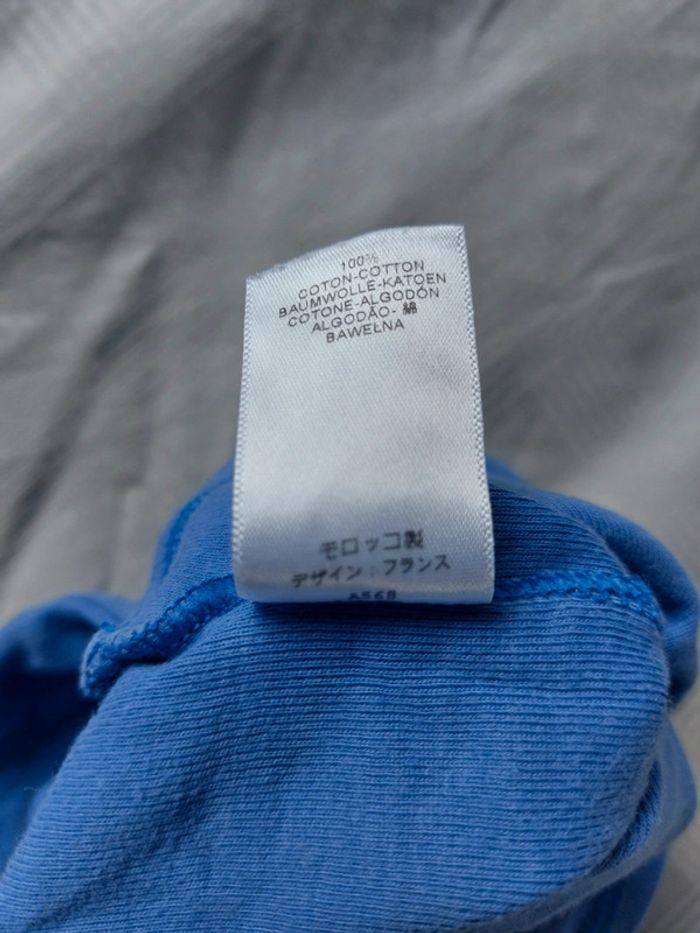 100%
COTON-COTTON
BAUMWOLLE-KATOEN
COTONE-ALGODÓN
ALGODÃO- 綿
BAWEŁNA
モロッコ製
デザイン：フランス
A568